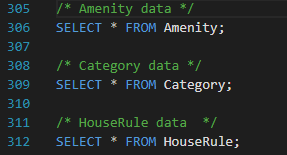 305 /* Amenity data */
306 SELECT * FROM Amenity;
307
308 /* Category data */
309 SELECT * FROM Category;
310
311 /* HouseRule data  */
312 SELECT * FROM HouseRule;